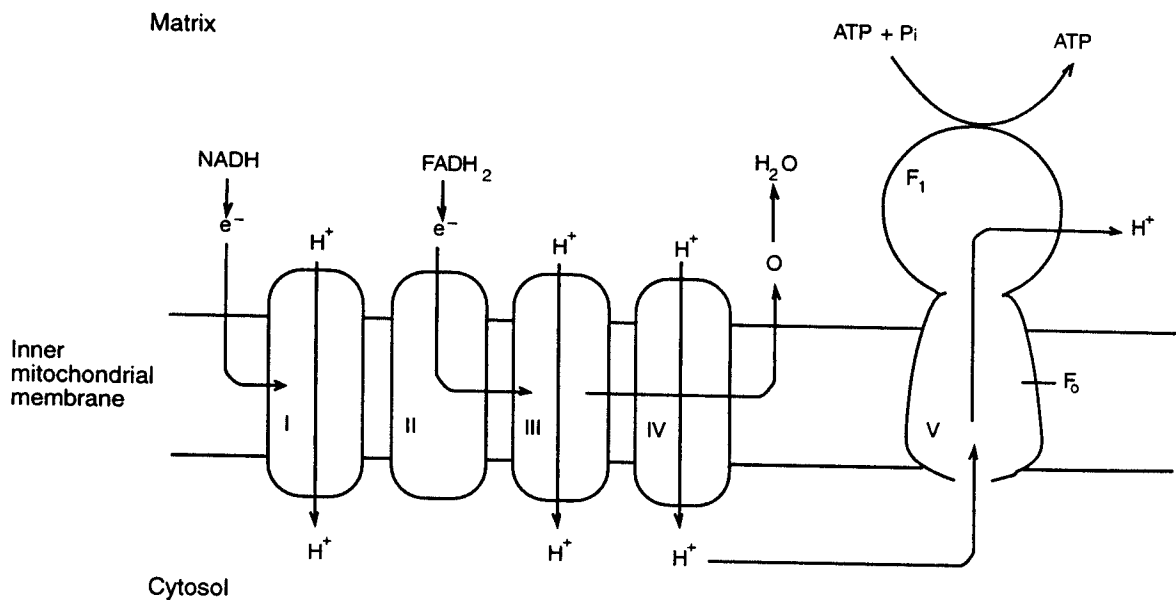 Matrix
ATP + Pi
ATP
NADH
FADH₂
H₂O
F₁
e⁻
e⁻
H⁺
H⁺
H⁺
H⁺
O
Inner
mitochondrial
membrane
F₀
I
II
III
IV
V
H⁺
H⁺
H⁺
Cytosol